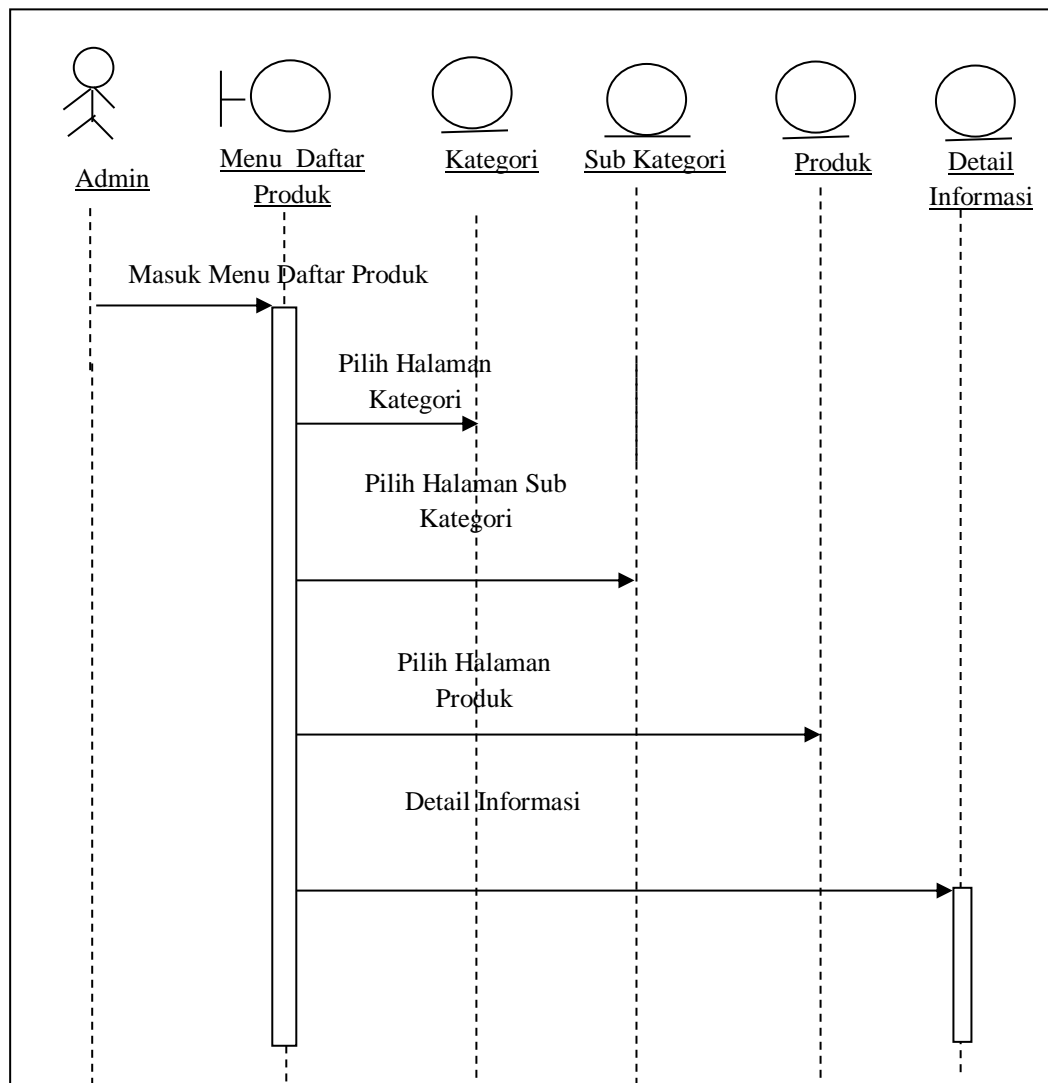 Admin
Menu Daftar
Produk
Kategori
Sub Kategori
Produk
Detail
Informasi
Masuk Menu Daftar Produk
Pilih Halaman
Kategori
Pilih Halaman Sub
Kategori
Pilih Halaman
Produk
Detail Informasi